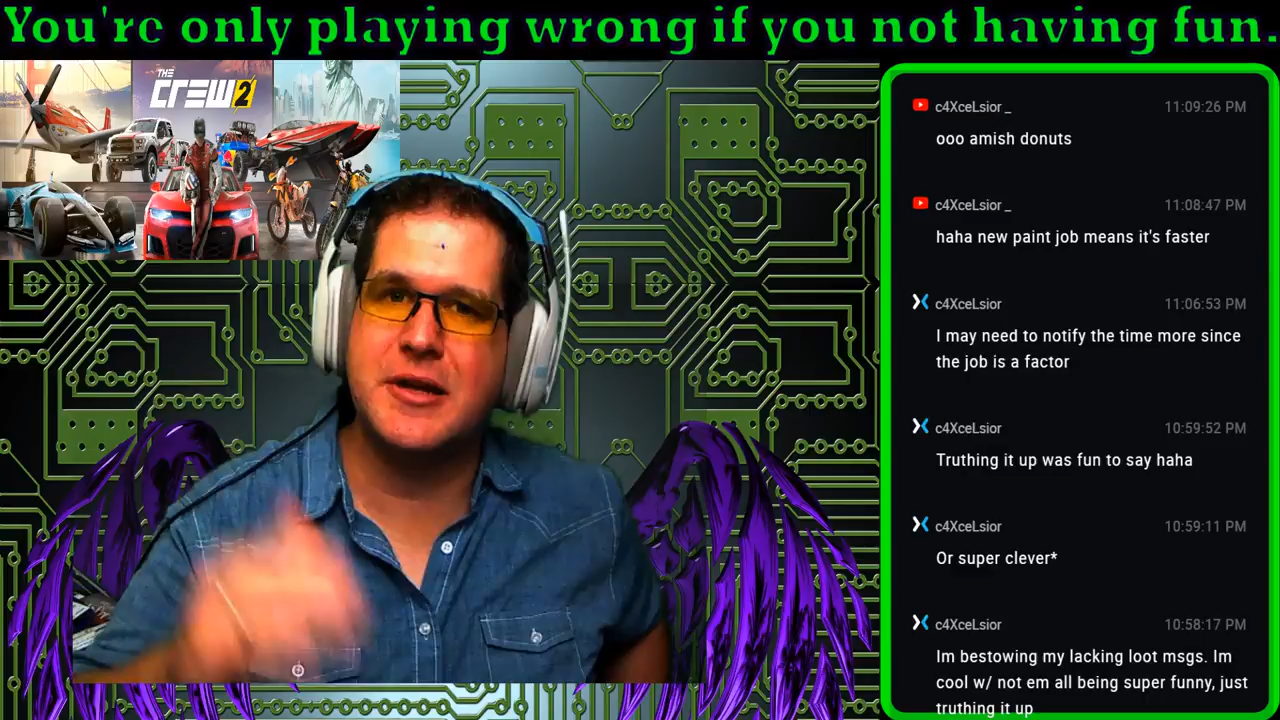 You're only playing wrong if you not having fun.
THE
CREW 2
c4XceLsior _ 11:09:26 PM
ooo amish donuts
c4XceLsior _ 11:08:47 PM
haha new paint job means it's faster
c4XceLsior 11:06:53 PM
I may need to notify the time more since
the job is a factor
c4XceLsior 10:59:52 PM
Truthing it up was fun to say haha
c4XceLsior 10:59:11 PM
Or super clever*
c4XceLsior 10:58:17 PM
Im bestowing my lacking loot msgs. Im
cool w/ not em all being super funny, just
truthing it up